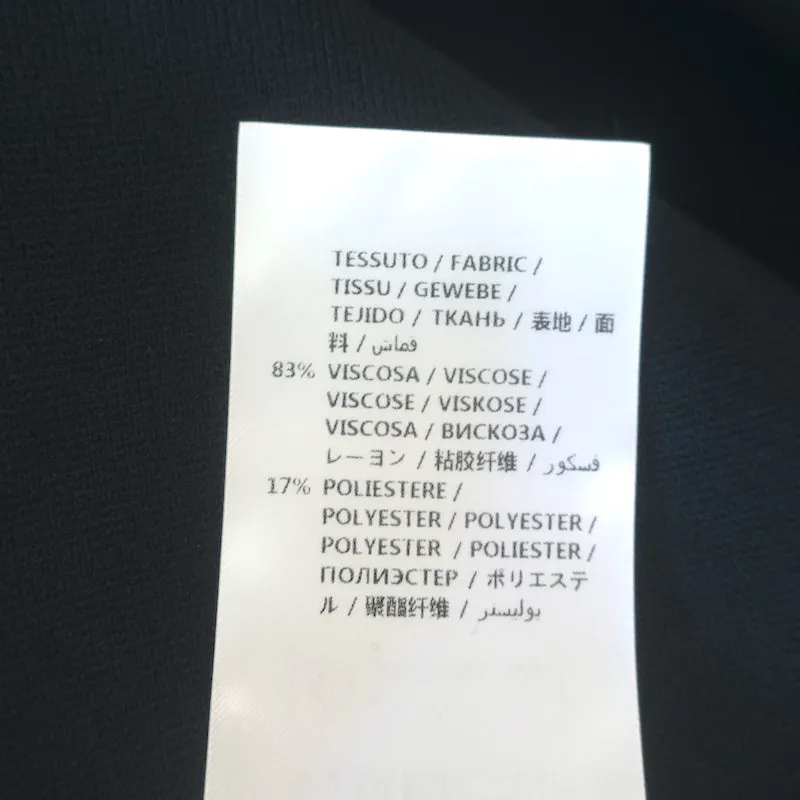 TESSUTO / FABRIC /
TISSU / GEWEBE /
TEJIDO / ТКАНЬ / 表地 / 面
料 / قماش
83% VISCOSA / VISCOSE /
VISCOSE / VISKOSE /
VISCOSA / ВИСКОЗА /
レーヨン / 粘胶纤维 / فسكور
17% POLIESTERE /
POLYESTER / POLYESTER /
POLYESTER / POLIESTER /
ПОЛИЭСТЕР / ポリエステ
ル / 聚酯纤维 / بوليستر